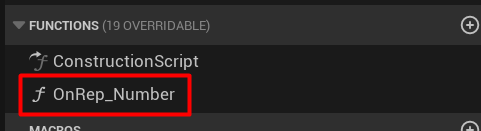 FUNCTIONS (19 OVERRIDABLE)
ConstructionScript
OnRep_Number
MACROS